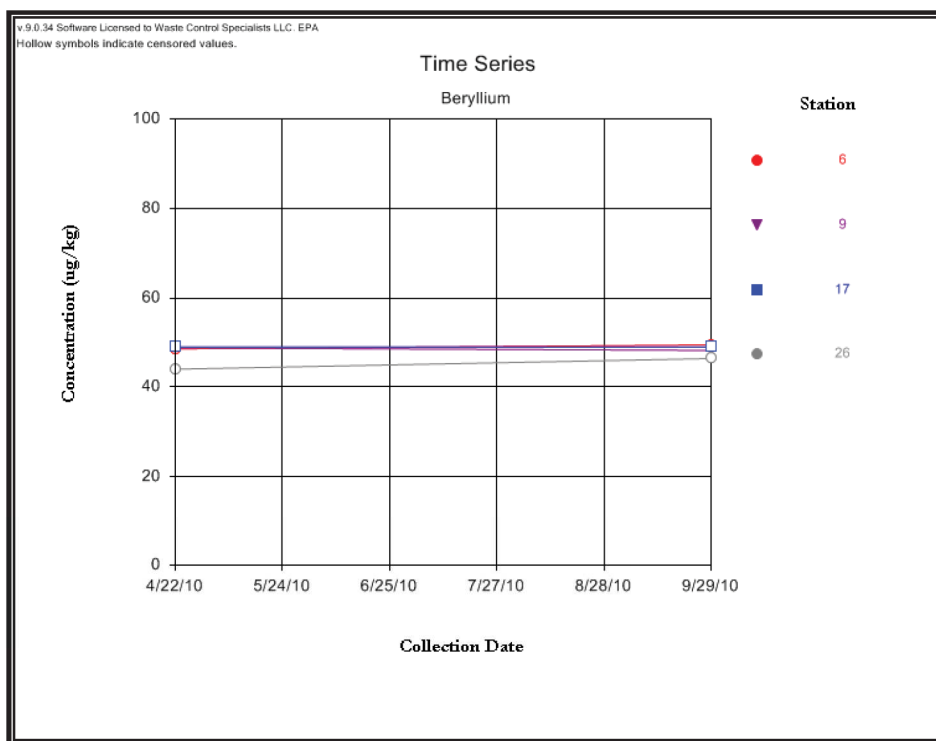 v.9.0.34 Software Licensed to Waste Control Specialists LLC. EPA
Hollow symbols indicate censored values.
Time Series
Beryllium
Station
6
9
17
26
Concentration (ug/kg)
100
80
60
40
20
0
4/22/10 5/24/10 6/25/10 7/27/10 8/28/10 9/29/10
Collection Date